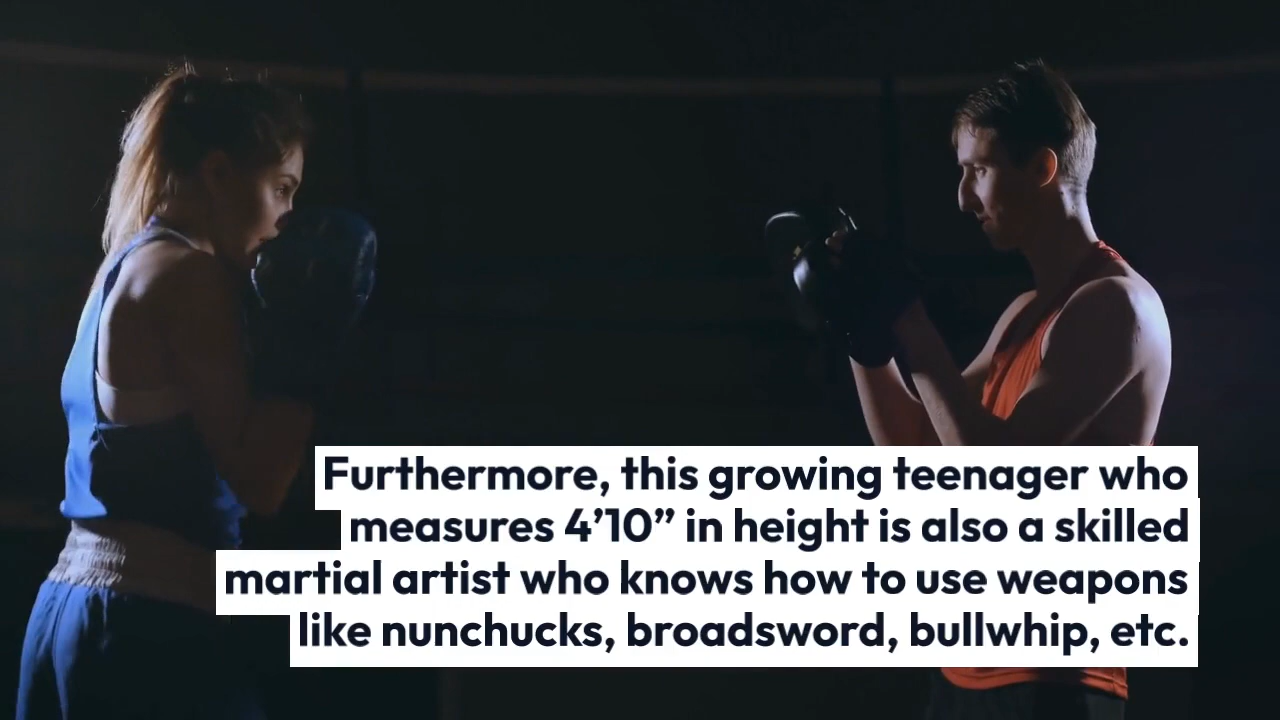 Furthermore, this growing teenager who
measures 4’10” in height is also a skilled
martial artist who knows how to use weapons
like nunchucks, broadsword, bullwhip, etc.